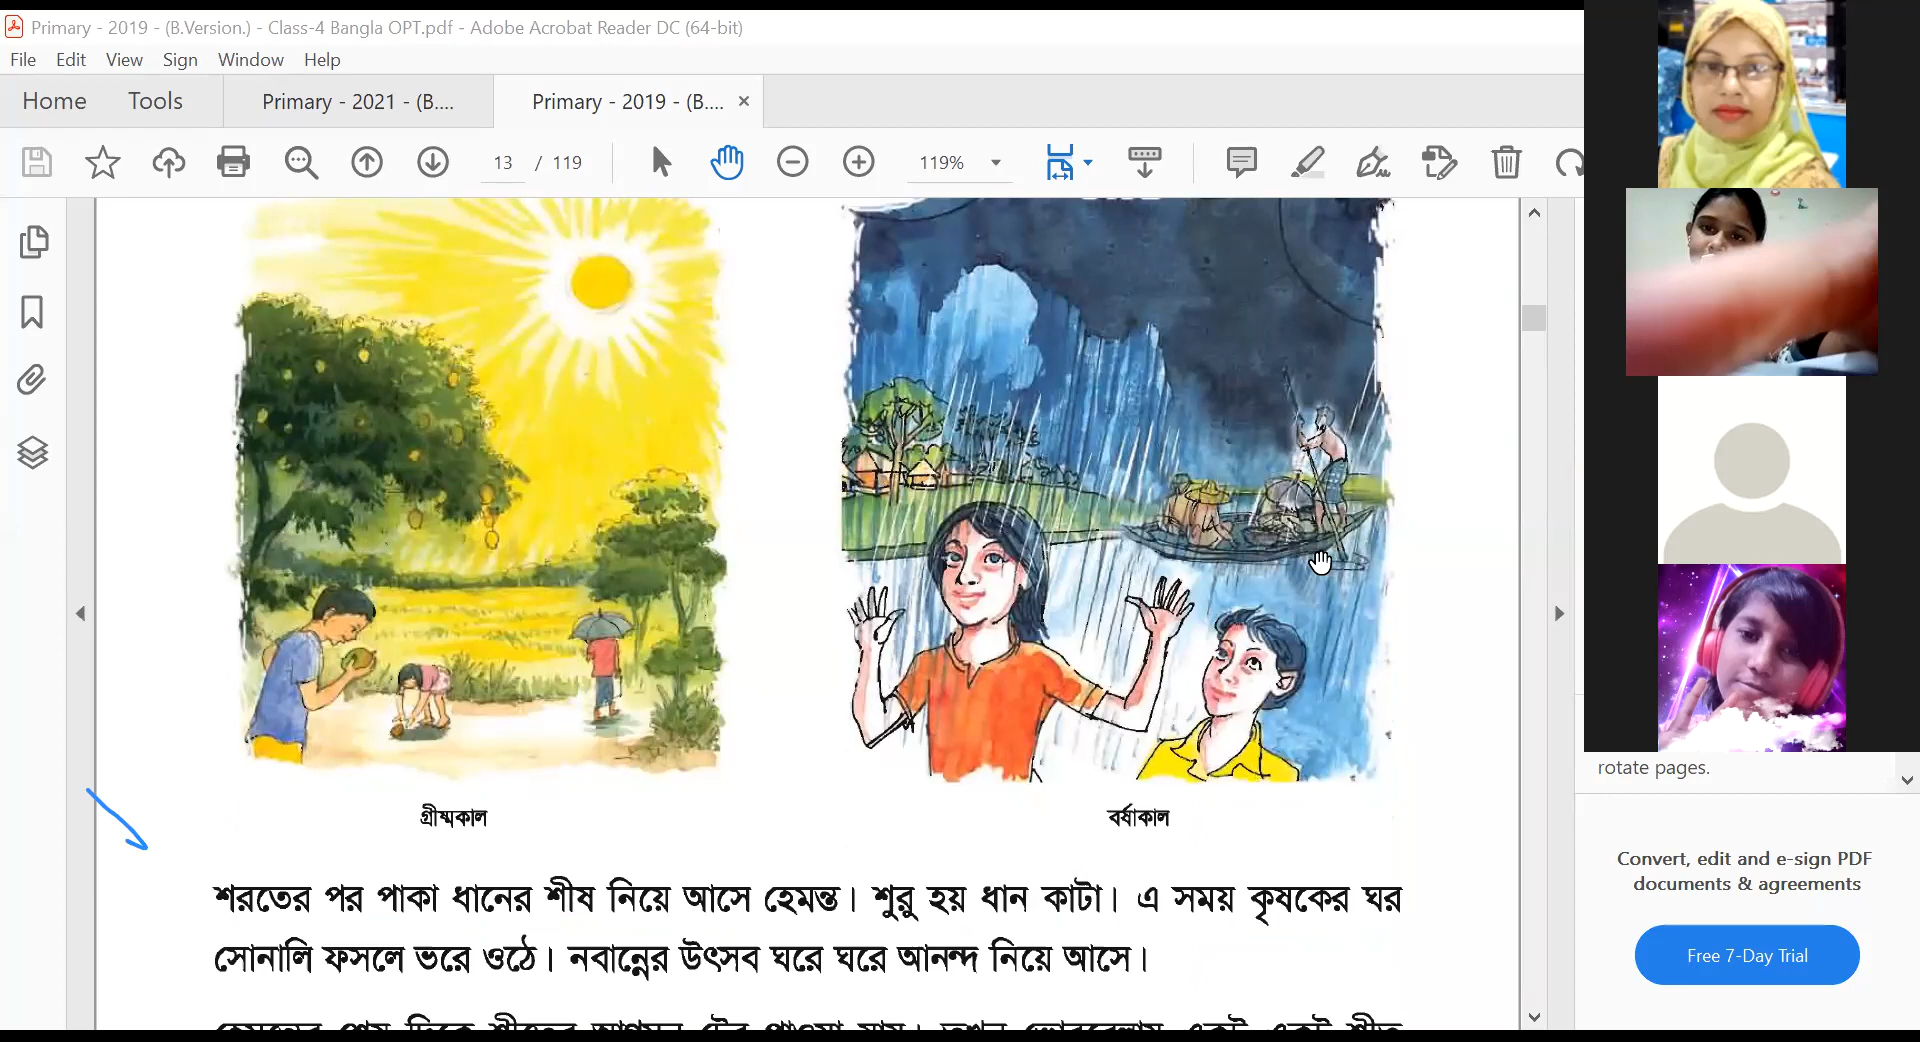 Primary - 2019 - (B.Version.) - Class-4 Bangla OPT.pdf - Adobe Acrobat Reader DC (64-bit)
File Edit View Sign Window Help
Home Tools Primary - 2021 - (B.... Primary - 2019 - (B.... ×
13 / 119 119%
গ্রীষ্মকাল বর্ষাকাল
শরতের পর পাকা ধানের শীষ নিয়ে আসে হেমন্ত। শুরু হয় ধান কাটা। এ সময় কৃষকের ঘর
সোনালি ফসলে ভরে ওঠে। নবান্নের উৎসব ঘরে ঘরে আনন্দ নিয়ে আসে।
rotate pages.
Convert, edit and e-sign PDF
documents & agreements
Free 7-Day Trial